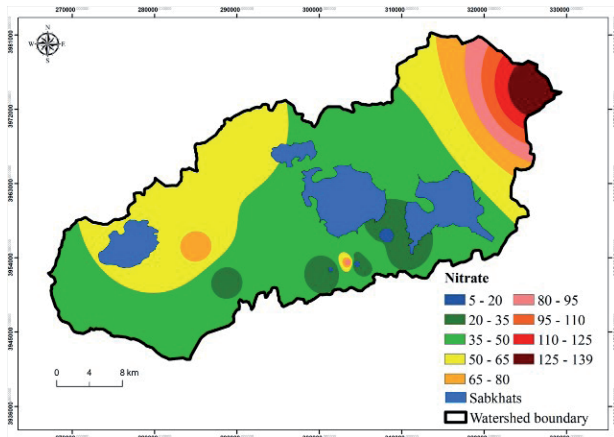 270000 280000 290000 300000 310000 320000 330000
N
W E
S
3981000
3972000
3963000
3954000
3945000
3936000
Nitrate
5 - 20
20 - 35
35 - 50
50 - 65
65 - 80
80 - 95
95 - 110
110 - 125
125 - 139
Sabkhats
Watershed boundary
0 4 8 km